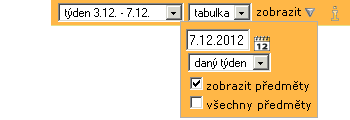 týden 3.12. - 7.12. tabulka zobrazit
7.12.2012 12
daný týden
zobrazit předměty
všechny předměty